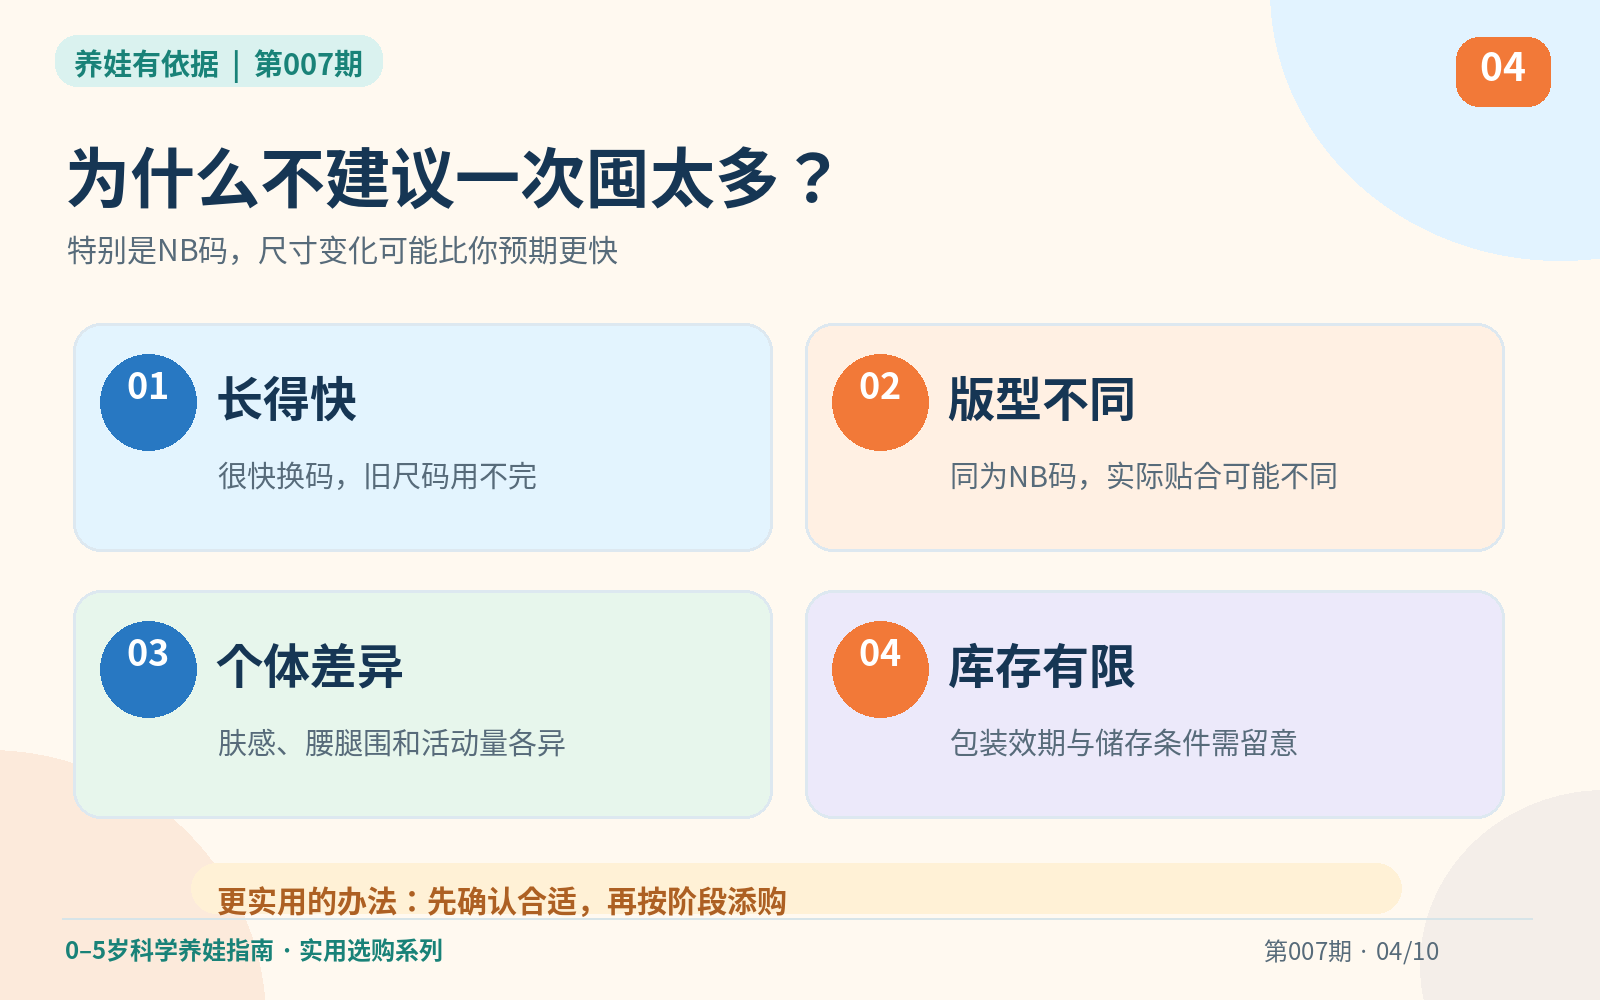 养娃有依据｜第007期
04
为什么不建议一次囤太多？
特别是NB码，尺寸变化可能比你预期更快
01
长得快
很快换码，旧尺码用不完
02
版型不同
同为NB码，实际贴合可能不同
03
个体差异
肤感、腰腿围和活动量各异
04
库存有限
包装效期与储存条件需留意
更实用的办法：先确认合适，再按阶段添购
0–5岁科学养娃指南 · 实用选购系列
第007期 · 04/10